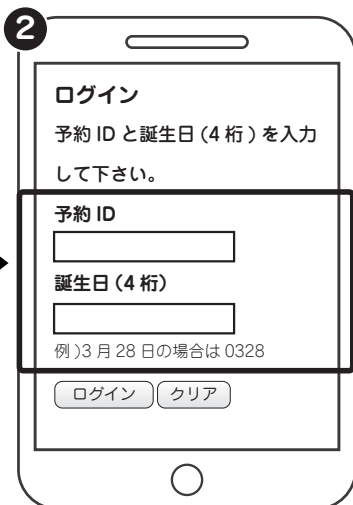 2
ログイン
予約 ID と誕生日 (4 桁 ) を入力
して下さい。
予約 ID
誕生日 (4 桁)
例 )3 月 28 日の場合は 0328
ログイン クリア